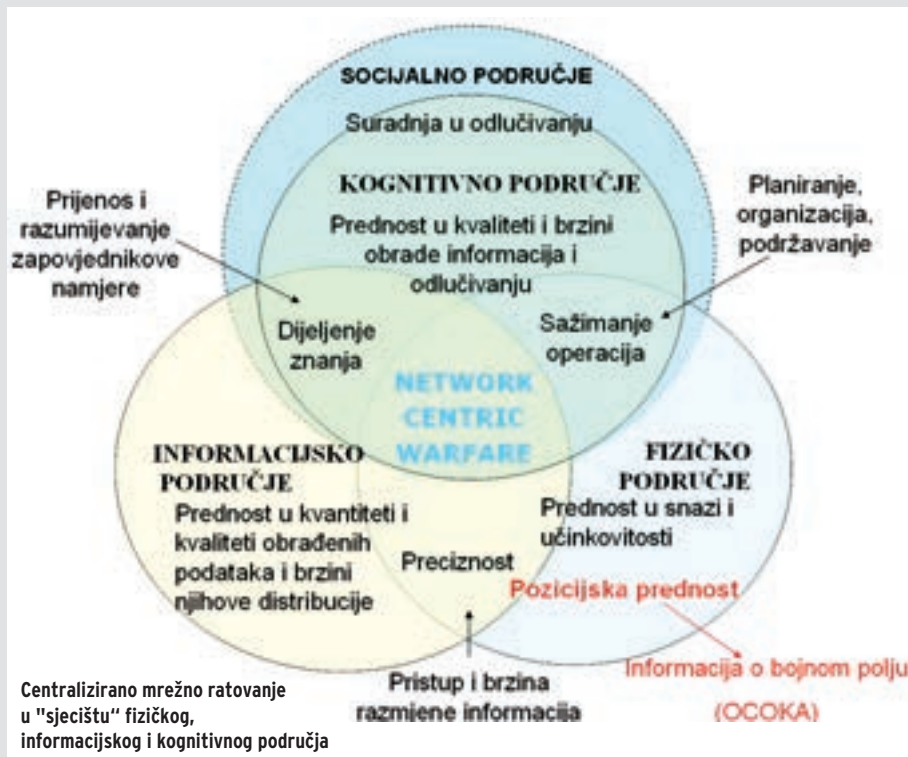 SOCIJALNO PODRUČJE
Suradnja u odlučivanju
KOGNITIVNO PODRUČJE
Prednost u kvaliteti i brzini
obrade informacija i
odlučivanju
Prijenos i
razumijevanje
zapovjednikove
namjere
Planiranje,
organizacija,
podržavanje
Dijeljenje
znanja
Sažimanje
operacija
NETWORK
CENTRIC
WARFARE
INFORMACIJSKO
PODRUČJE
Prednost u kvantiteti i
kvaliteti obrađenih
podataka i brzini
njihove distribucije
FIZIČKO
PODRUČJE
Prednost u snazi i
učinkovitosti
Preciznost
Pozicijska prednost
Informacija o bojnom polju
(OCOKA)
Pristup i brzina
razmjene informacija
Centralizirano mrežno ratovanje
u "sjecištu“ fizičkog,
informacijskog i kognitivnog područja